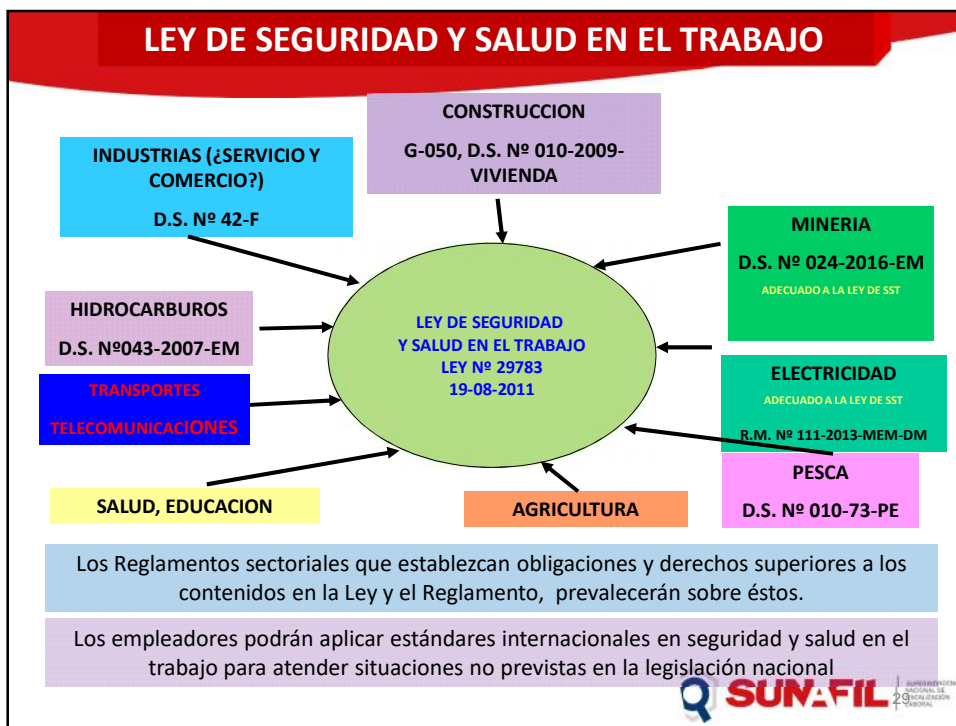 LEY DE SEGURIDAD Y SALUD EN EL TRABAJO
CONSTRUCCION
G-050, D.S. Nº 010-2009-
VIVIENDA
INDUSTRIAS (¿SERVICIO Y
COMERCIO?)
D.S. Nº 42-F
MINERIA
D.S. Nº 024-2016-EM
ADECUADO A LA LEY DE SST
HIDROCARBUROS
D.S. Nº043-2007-EM
LEY DE SEGURIDAD
Y SALUD EN EL TRABAJO
LEY Nº 29783
19-08-2011
TRANSPORTES
TELECOMUNICACIONES
ELECTRICIDAD
ADECUADO A LA LEY DE SST
R.M. Nº 111-2013-MEM-DM
PESCA
D.S. Nº 010-73-PE
SALUD, EDUCACION
AGRICULTURA
Los Reglamentos sectoriales que establezcan obligaciones y derechos superiores a los
contenidos en la Ley y el Reglamento, prevalecerán sobre éstos.
Los empleadores podrán aplicar estándares internacionales en seguridad y salud en el
trabajo para atender situaciones no previstas en la legislación nacional
SUNAFIL
29
NACIONAL DE
LABORAL